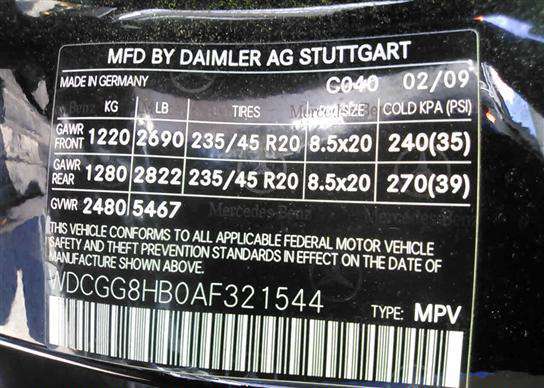 MFD BY DAIMLER AG STUTTGART
MADE IN GERMANY C040 02/09
KG LB TIRES SIZE COLD KPA (PSI)
GAWR FRONT 1220 2690 235/45 R20 8.5x20 240(35)
GAWR REAR 1280 2822 235/45 R20 8.5x20 270(39)
GVWR 2480 5467
Mercedes-Benz
THIS VEHICLE CONFORMS TO ALL APPLICABLE FEDERAL MOTOR VEHICLE
SAFETY AND THEFT PREVENTION STANDARDS IN EFFECT ON THE DATE OF
MANUFACTURE
WDCGG8HB0AF321544
TYPE: MPV